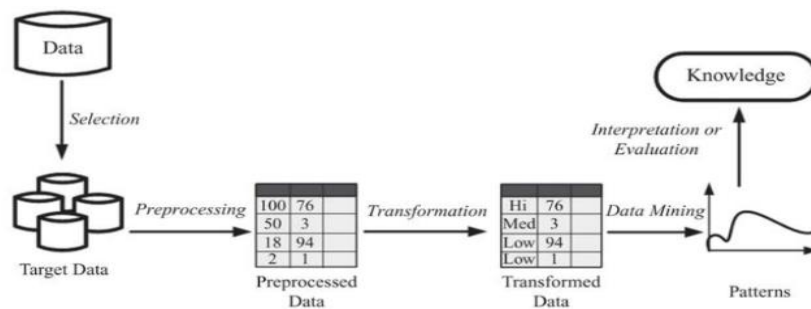 Data
Selection
Target Data
Preprocessing
100 76
50 3
18 94
2 1
Preprocessed
Data
Transformation
Hi 76
Med 3
Low 94
Low 1
Transformed
Data
Data Mining
Patterns
Interpretation or
Evaluation
Knowledge